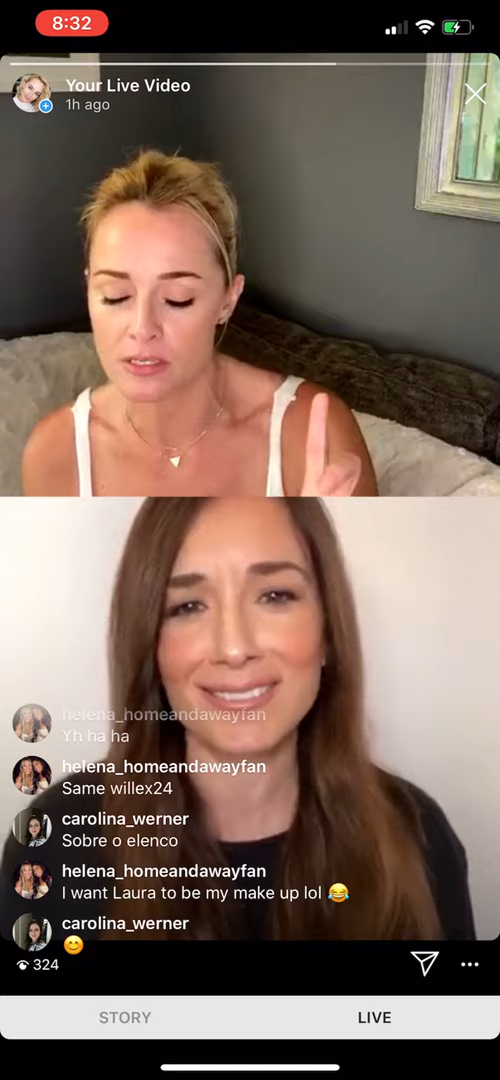 8:32
Your Live Video
1h ago
helena_homeandawayfan
Yh ha ha
helena_homeandawayfan
Same willex24
carolina_werner
Sobre o elenco
helena_homeandawayfan
I want Laura to be my make up lol 😂
carolina_werner
😊
324
STORY
LIVE